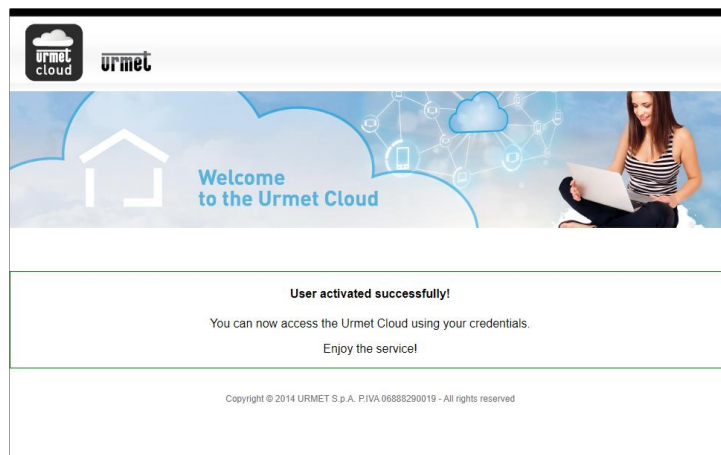 urmet
cloud
urmet
Welcome
to the Urmet Cloud
User activated successfully!
You can now access the Urmet Cloud using your credentials.
Enjoy the service!
Copyright © 2014 URMET S.p.A. P.IVA 06888290019 - All rights reserved